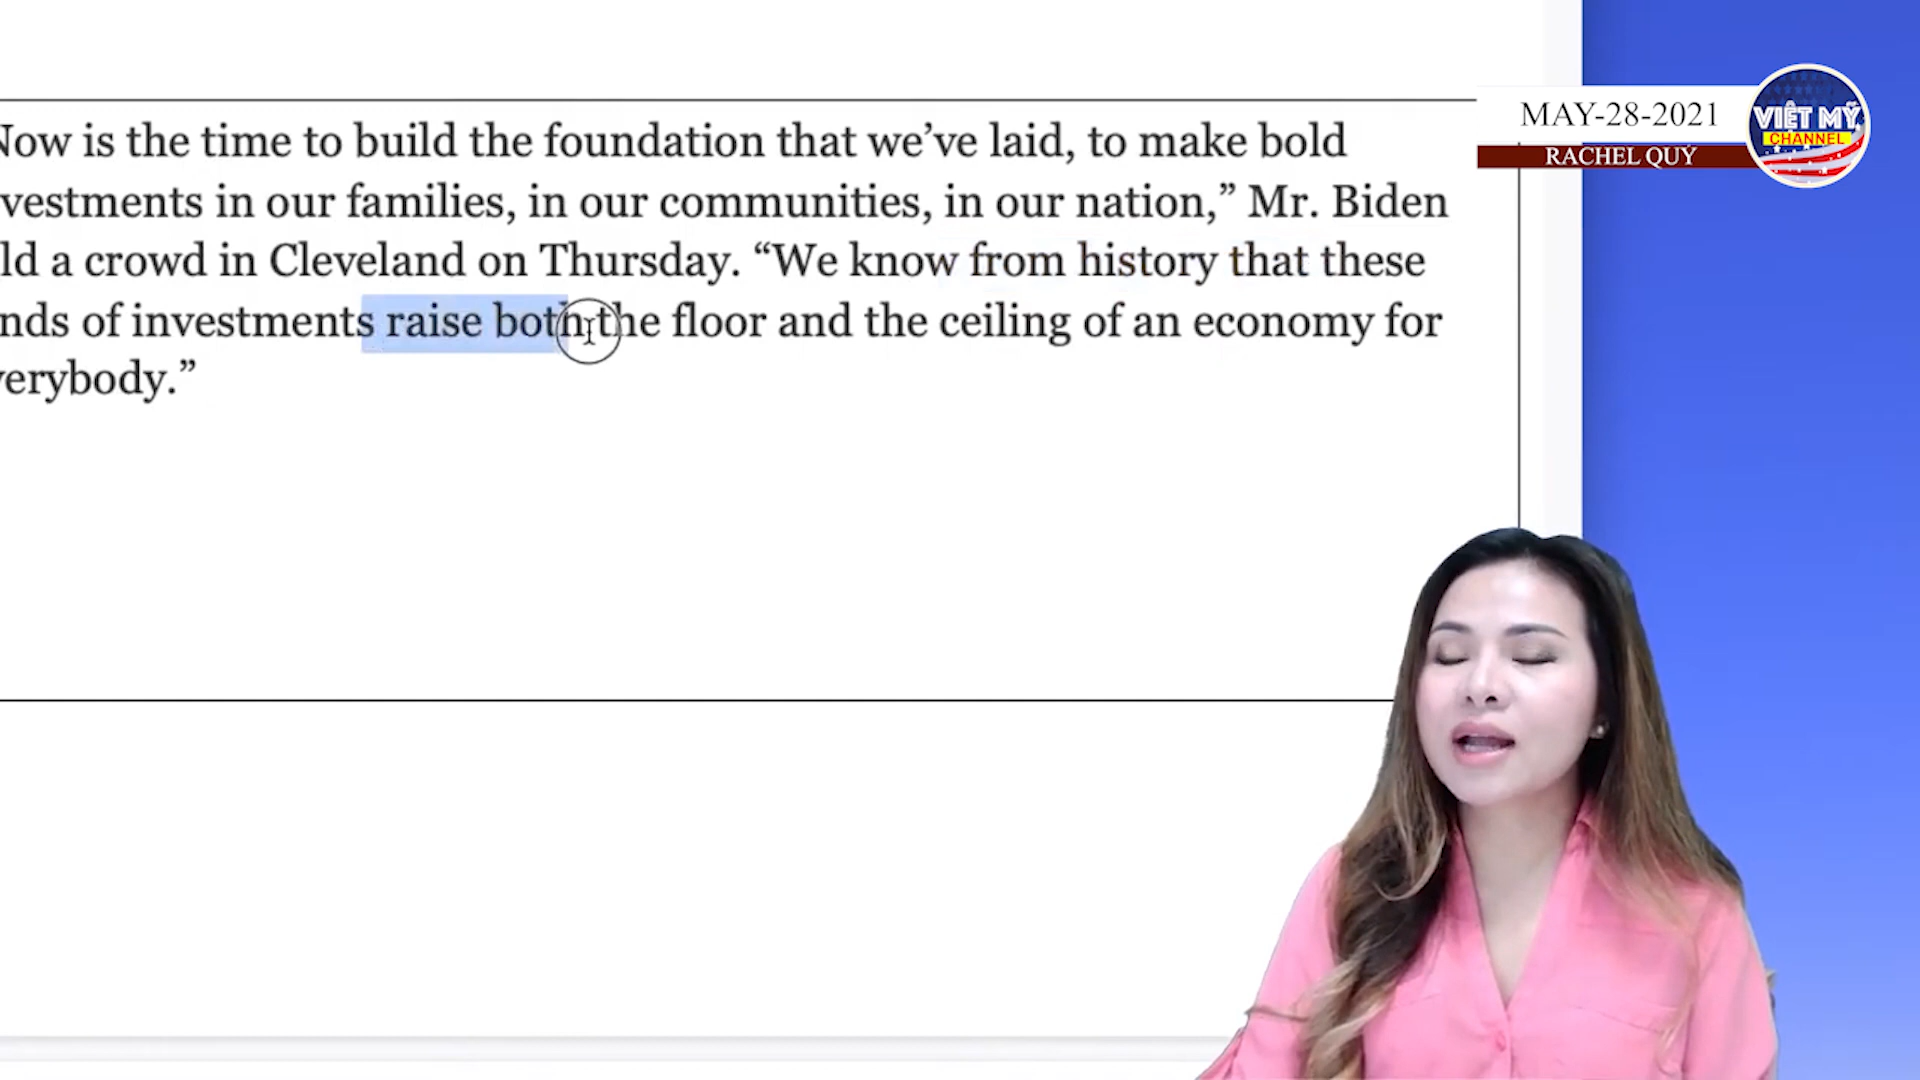 Now is the time to build the foundation that we’ve laid, to make bold
vestments in our families, in our communities, in our nation,” Mr. Biden
ld a crowd in Cleveland on Thursday. “We know from history that these
nds of investments raise both the floor and the ceiling of an economy for
verybody.”
MAY-28-2021
RACHEL QUÝ
VIỆT MỸ
CHANNEL